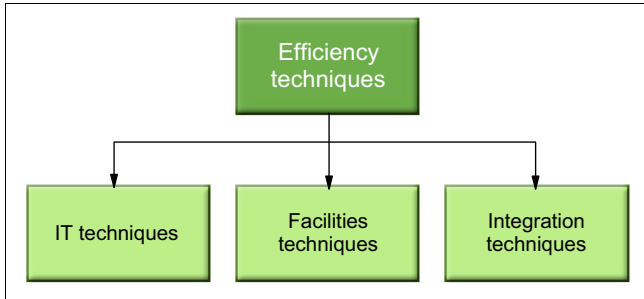 Efficiency
techniques
IT techniques
Facilities
techniques
Integration
techniques